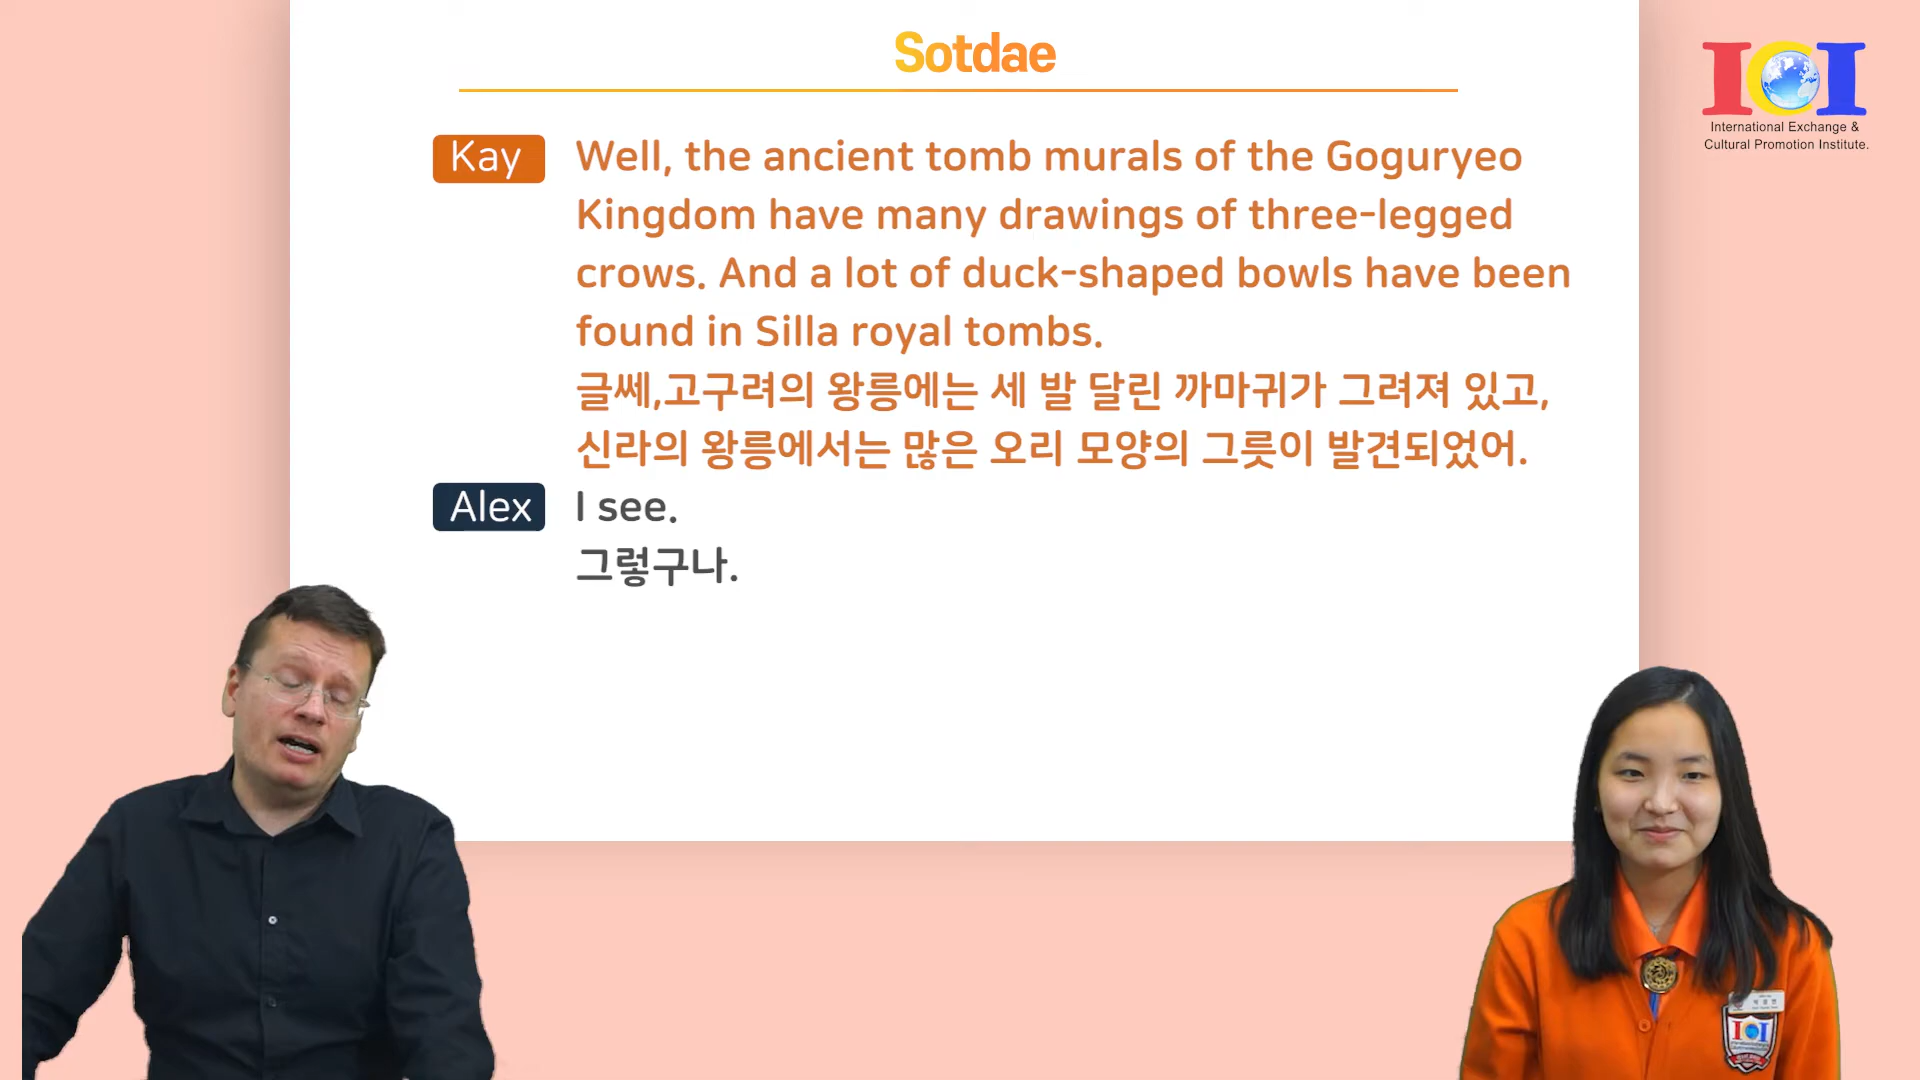 Sotdae
ICI
International Exchange &
Cultural Promotion Institute.
Kay
Well, the ancient tomb murals of the Goguryeo
Kingdom have many drawings of three-legged
crows. And a lot of duck-shaped bowls have been
found in Silla royal tombs.
글쎄,고구려의 왕릉에는 세 발 달린 까마귀가 그려져 있고,
신라의 왕릉에서는 많은 오리 모양의 그릇이 발견되었어.
Alex
I see.
그렇구나.
ICI